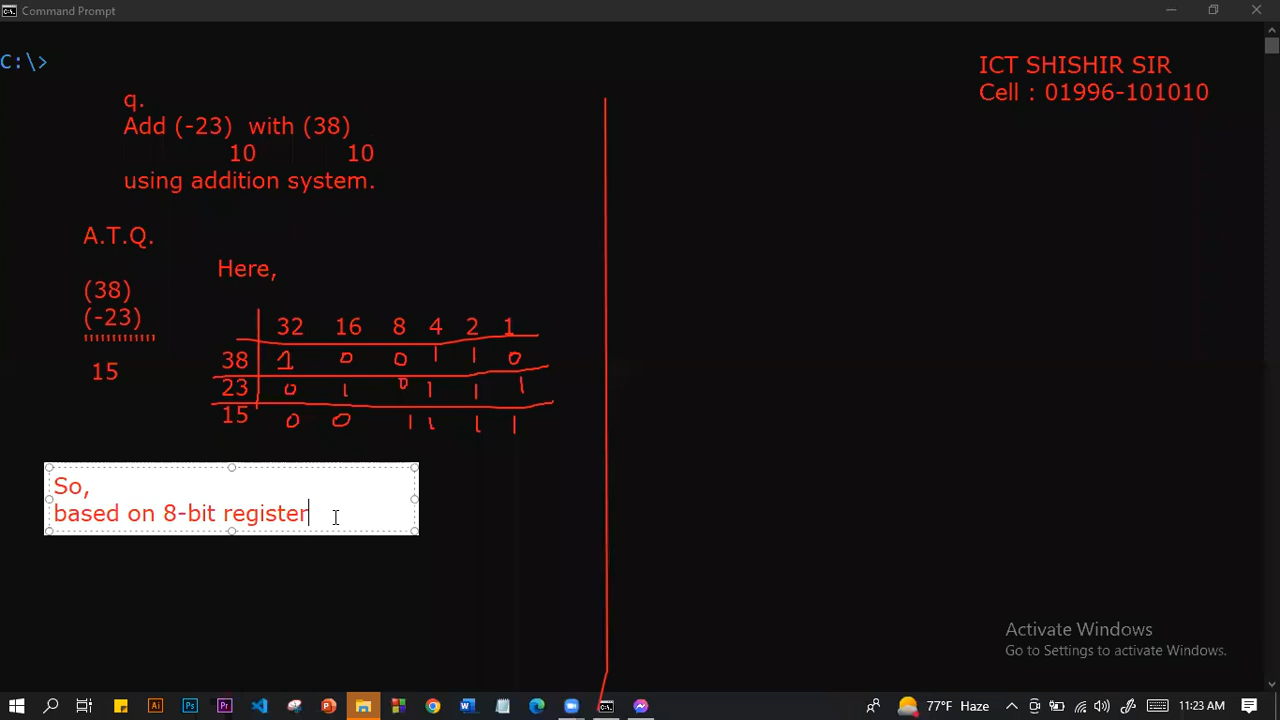 Command Prompt
C:\>
ICT SHISHIR SIR
Cell : 01996-101010
q.
Add (-23) with (38)
10 10
using addition system.
A.T.Q.
Here,
(38)
(-23)
15
32 16 8 4 2 1
38 1 0 0 1 1 0
23 0 1 0 1 1 1
15 0 0 1 1 1 1
So,
based on 8-bit register
Activate Windows
Go to Settings to activate Windows.
77°F Haze
11:23 AM